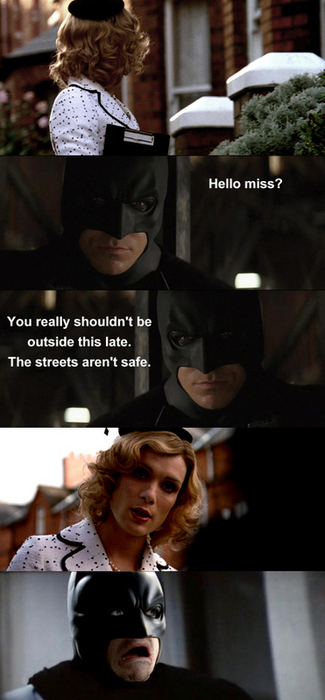 Hello miss?
You really shouldn't be
outside this late.
The streets aren't safe.